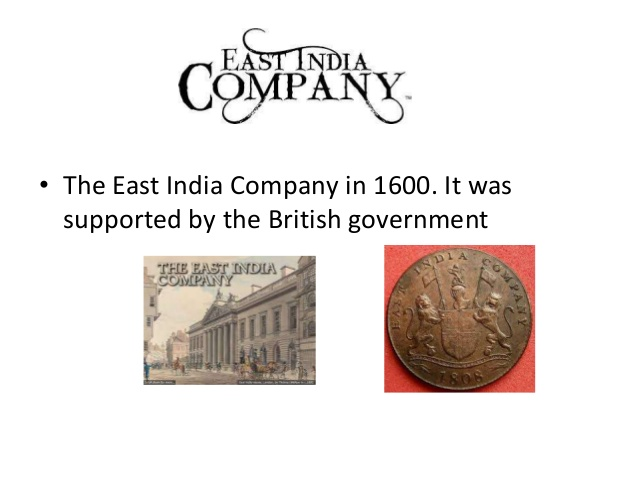 EAST INDIA
COMPANY
• The East India Company in 1600. It was
supported by the British government
THE EAST INDIA
COMPANY
EAST INDIA COMPANY
1808